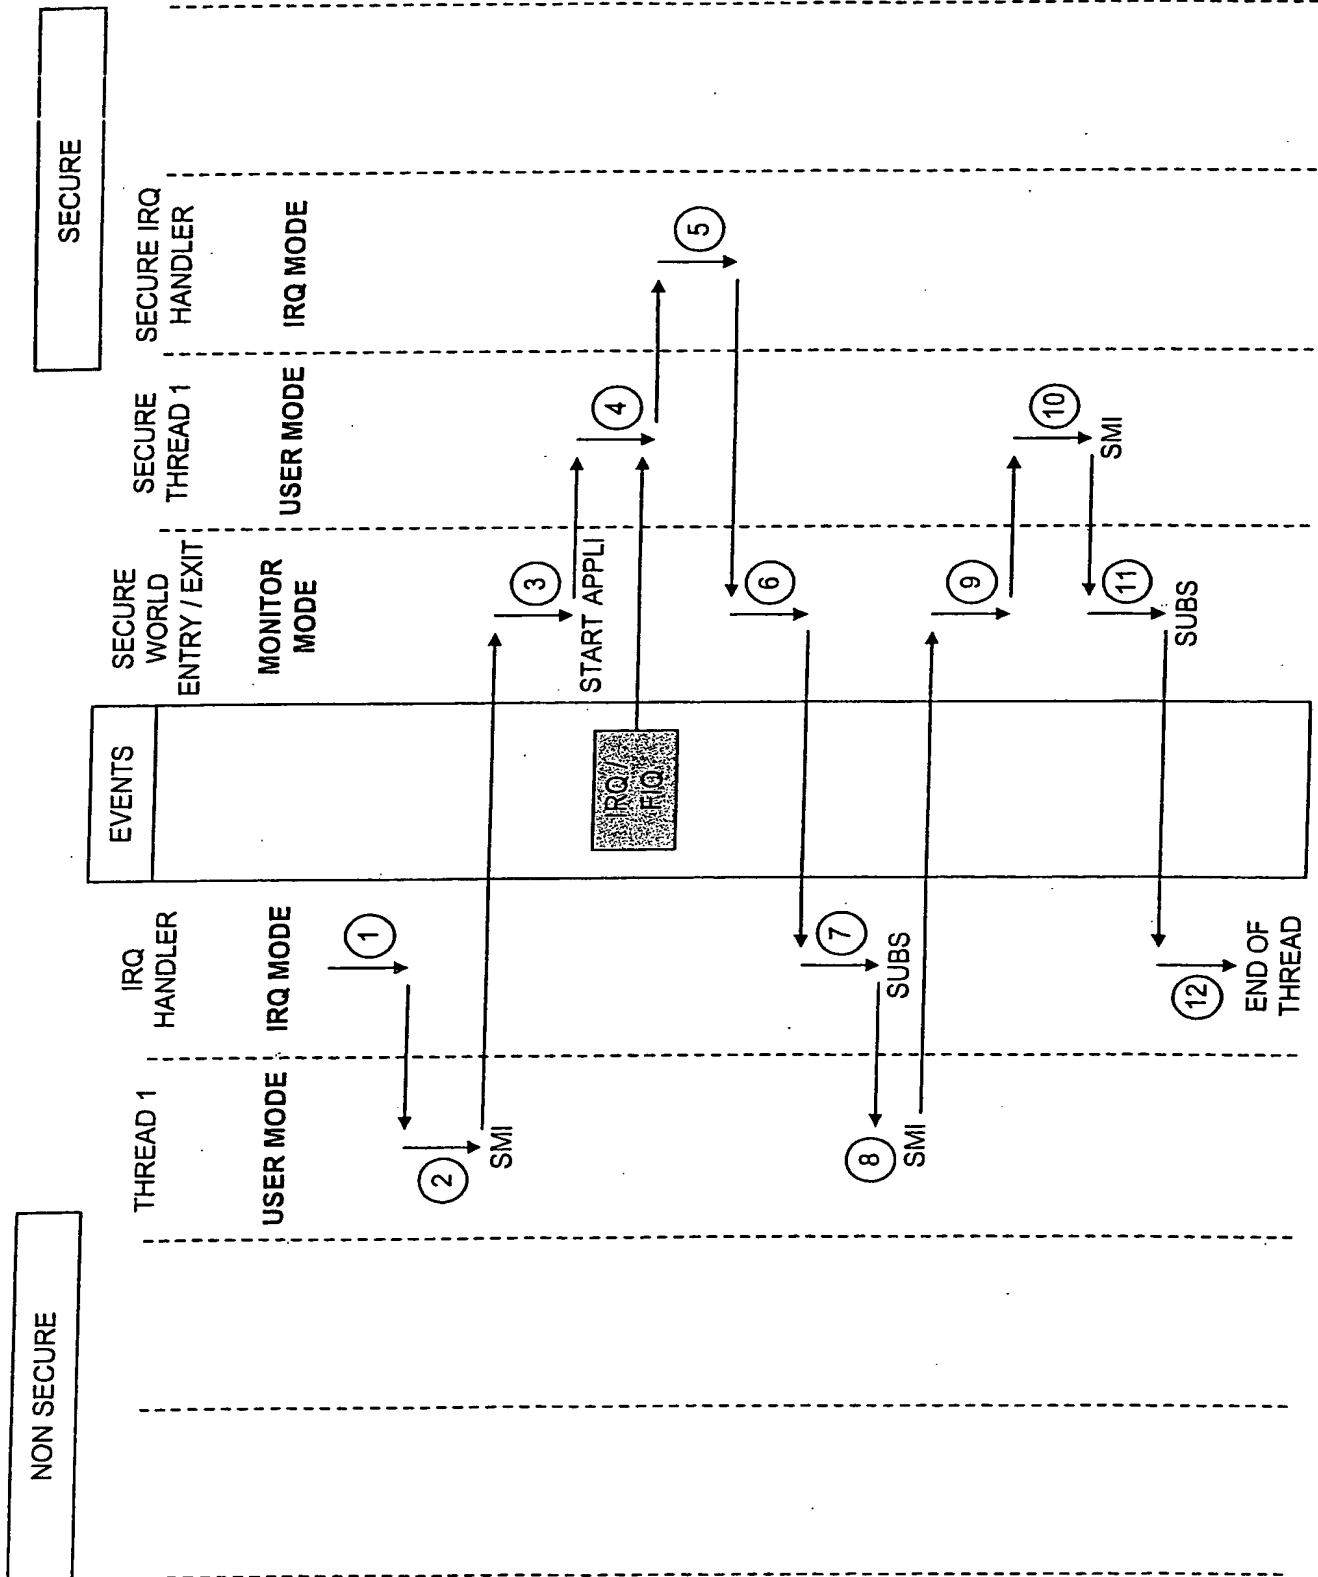 NON SECURE
SECURE
THREAD 1
IRQ
HANDLER
EVENTS
SECURE
WORLD
ENTRY / EXIT
SECURE
THREAD 1
SECURE IRQ
HANDLER
USER MODE
IRQ MODE
MONITOR
MODE
USER MODE
IRQ MODE
1
2
SMI
3
START APPLI
4
IRQ /
FIQ
5
6
7
SUBS
8
SMI
9
10
SMI
11
SUBS
12
END OF
THREAD